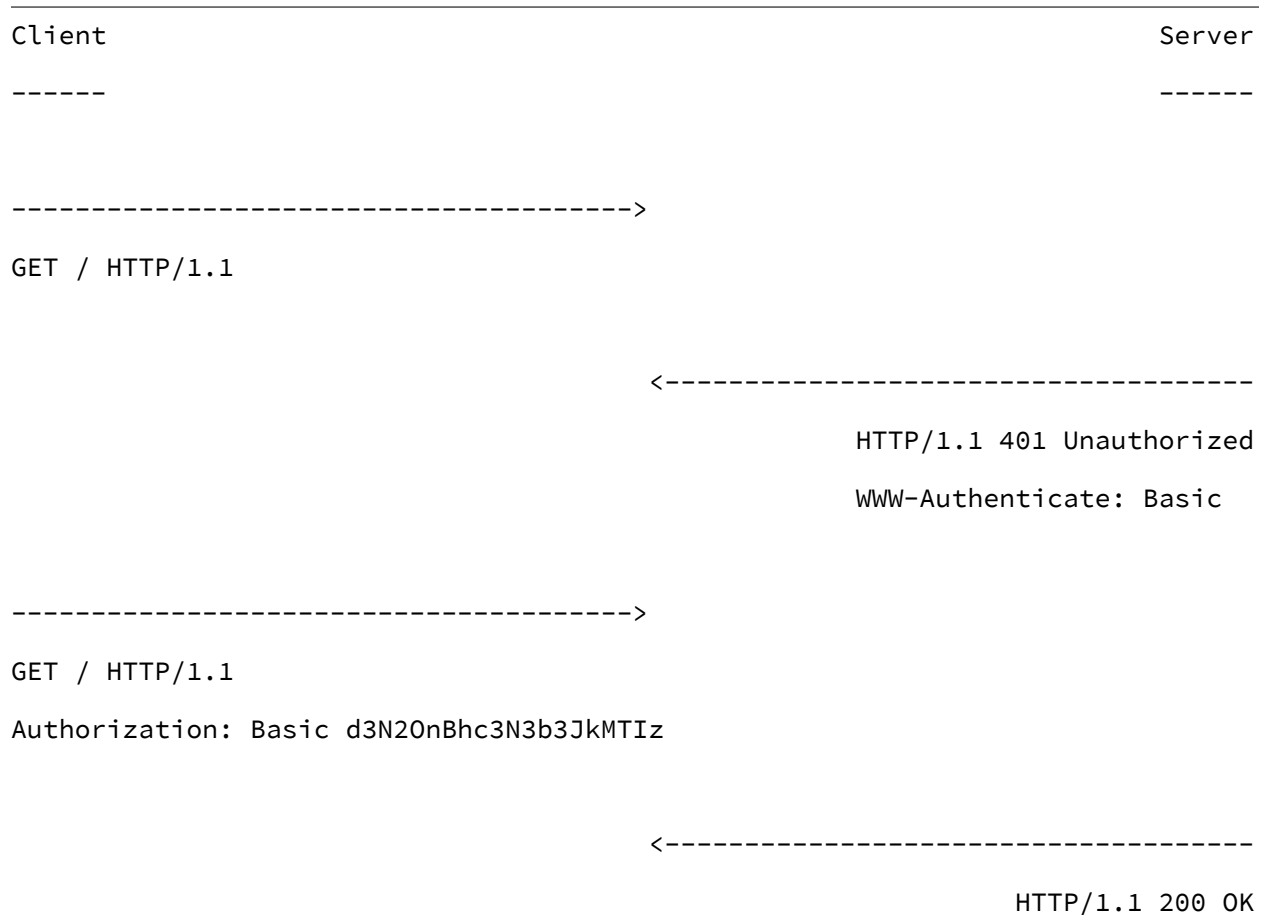 Client                                                                  Server
------                                                                  ------
--------------------------------------->
GET / HTTP/1.1
<-------------------------------------
HTTP/1.1 401 Unauthorized
WWW-Authenticate: Basic
--------------------------------------->
GET / HTTP/1.1
Authorization: Basic d3N2OnBhc3N3b3JkMTIz
<-------------------------------------
HTTP/1.1 200 OK